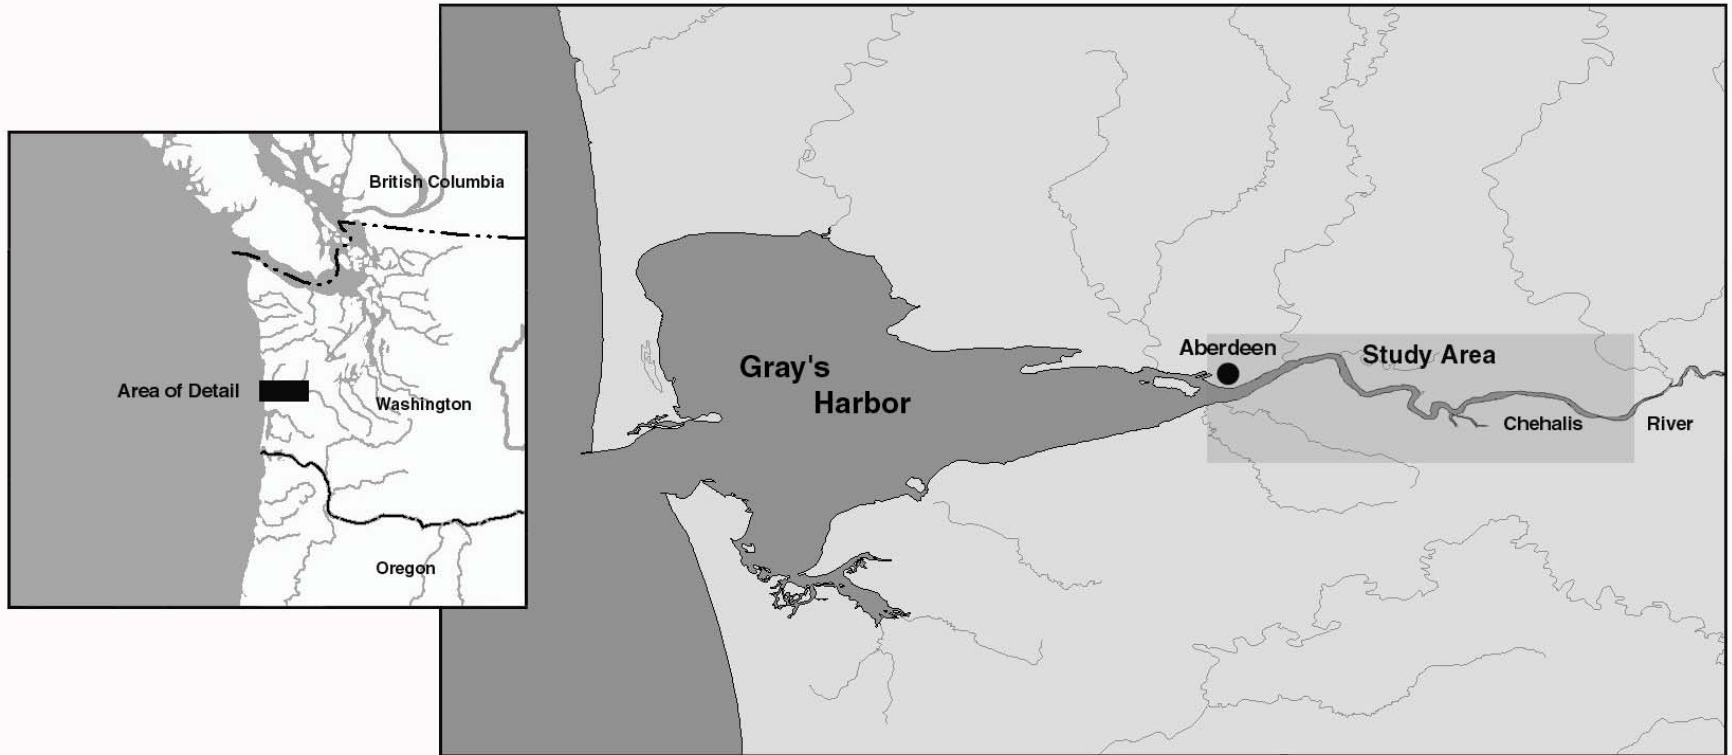 British Columbia
Area of Detail
Washington
Oregon
Gray's
Harbor
Aberdeen
Study Area
Chehalis
River